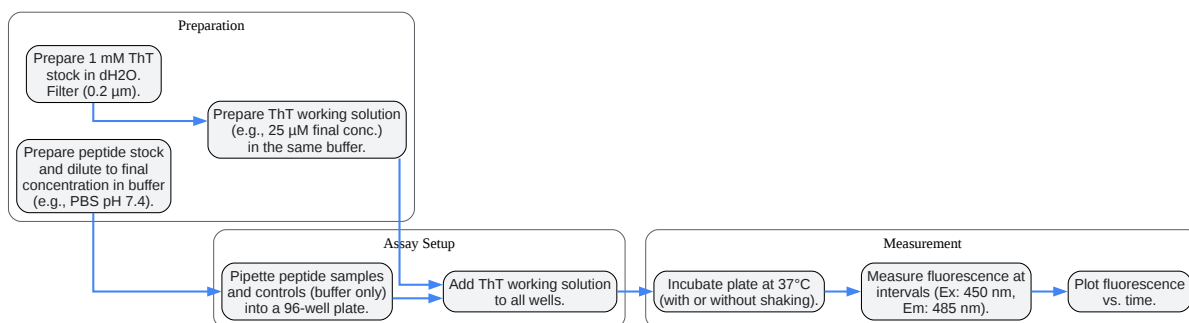 Preparation
Prepare 1 mM ThT
stock in dH2O.
Filter (0.2 µm).
Prepare ThT working solution
(e.g., 25 µM final conc.)
in the same buffer.
Prepare peptide stock
and dilute to final
concentration in buffer
(e.g., PBS pH 7.4).
Assay Setup
Pipette peptide samples
and controls (buffer only)
into a 96-well plate.
Add ThT working solution
to all wells.
Measurement
Incubate plate at 37°C
(with or without shaking).
Measure fluorescence at
intervals (Ex: 450 nm,
Em: 485 nm).
Plot fluorescence
vs. time.